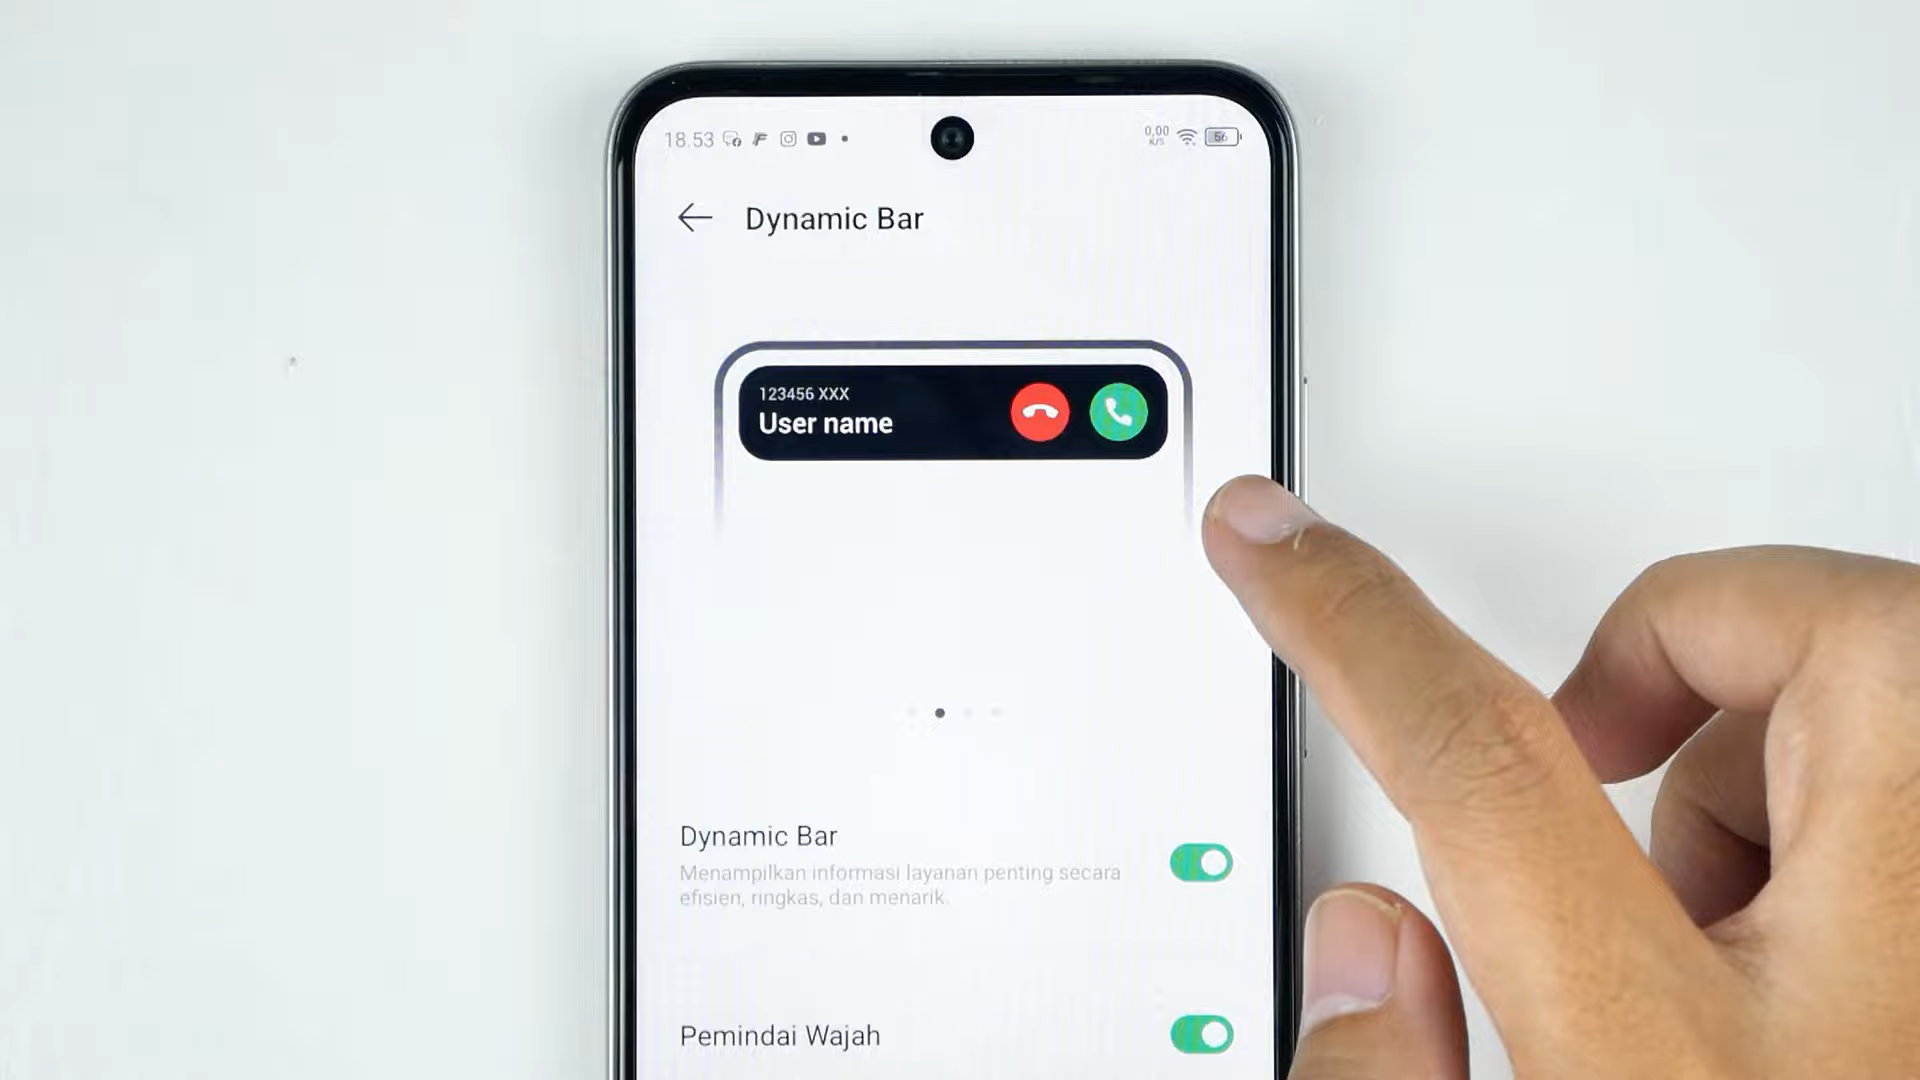 18.53
0,00
K/S
56
Dynamic Bar
123456 XXX
User name
Dynamic Bar
Menampilkan informasi layanan penting secara
efisien, ringkas, dan menarik.
Pemindai Wajah